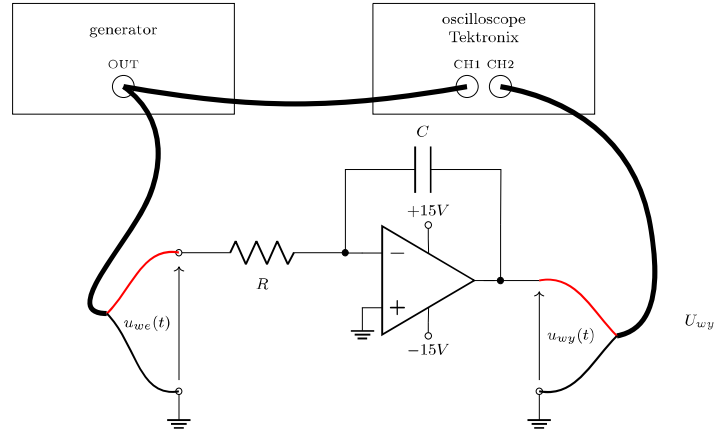 generator
OUT
oscilloscope
Tektronix
CH1 CH2
C
+15V
−
R
+
−15V
u_{we}(t)
u_{wy}(t)
U_{wy}